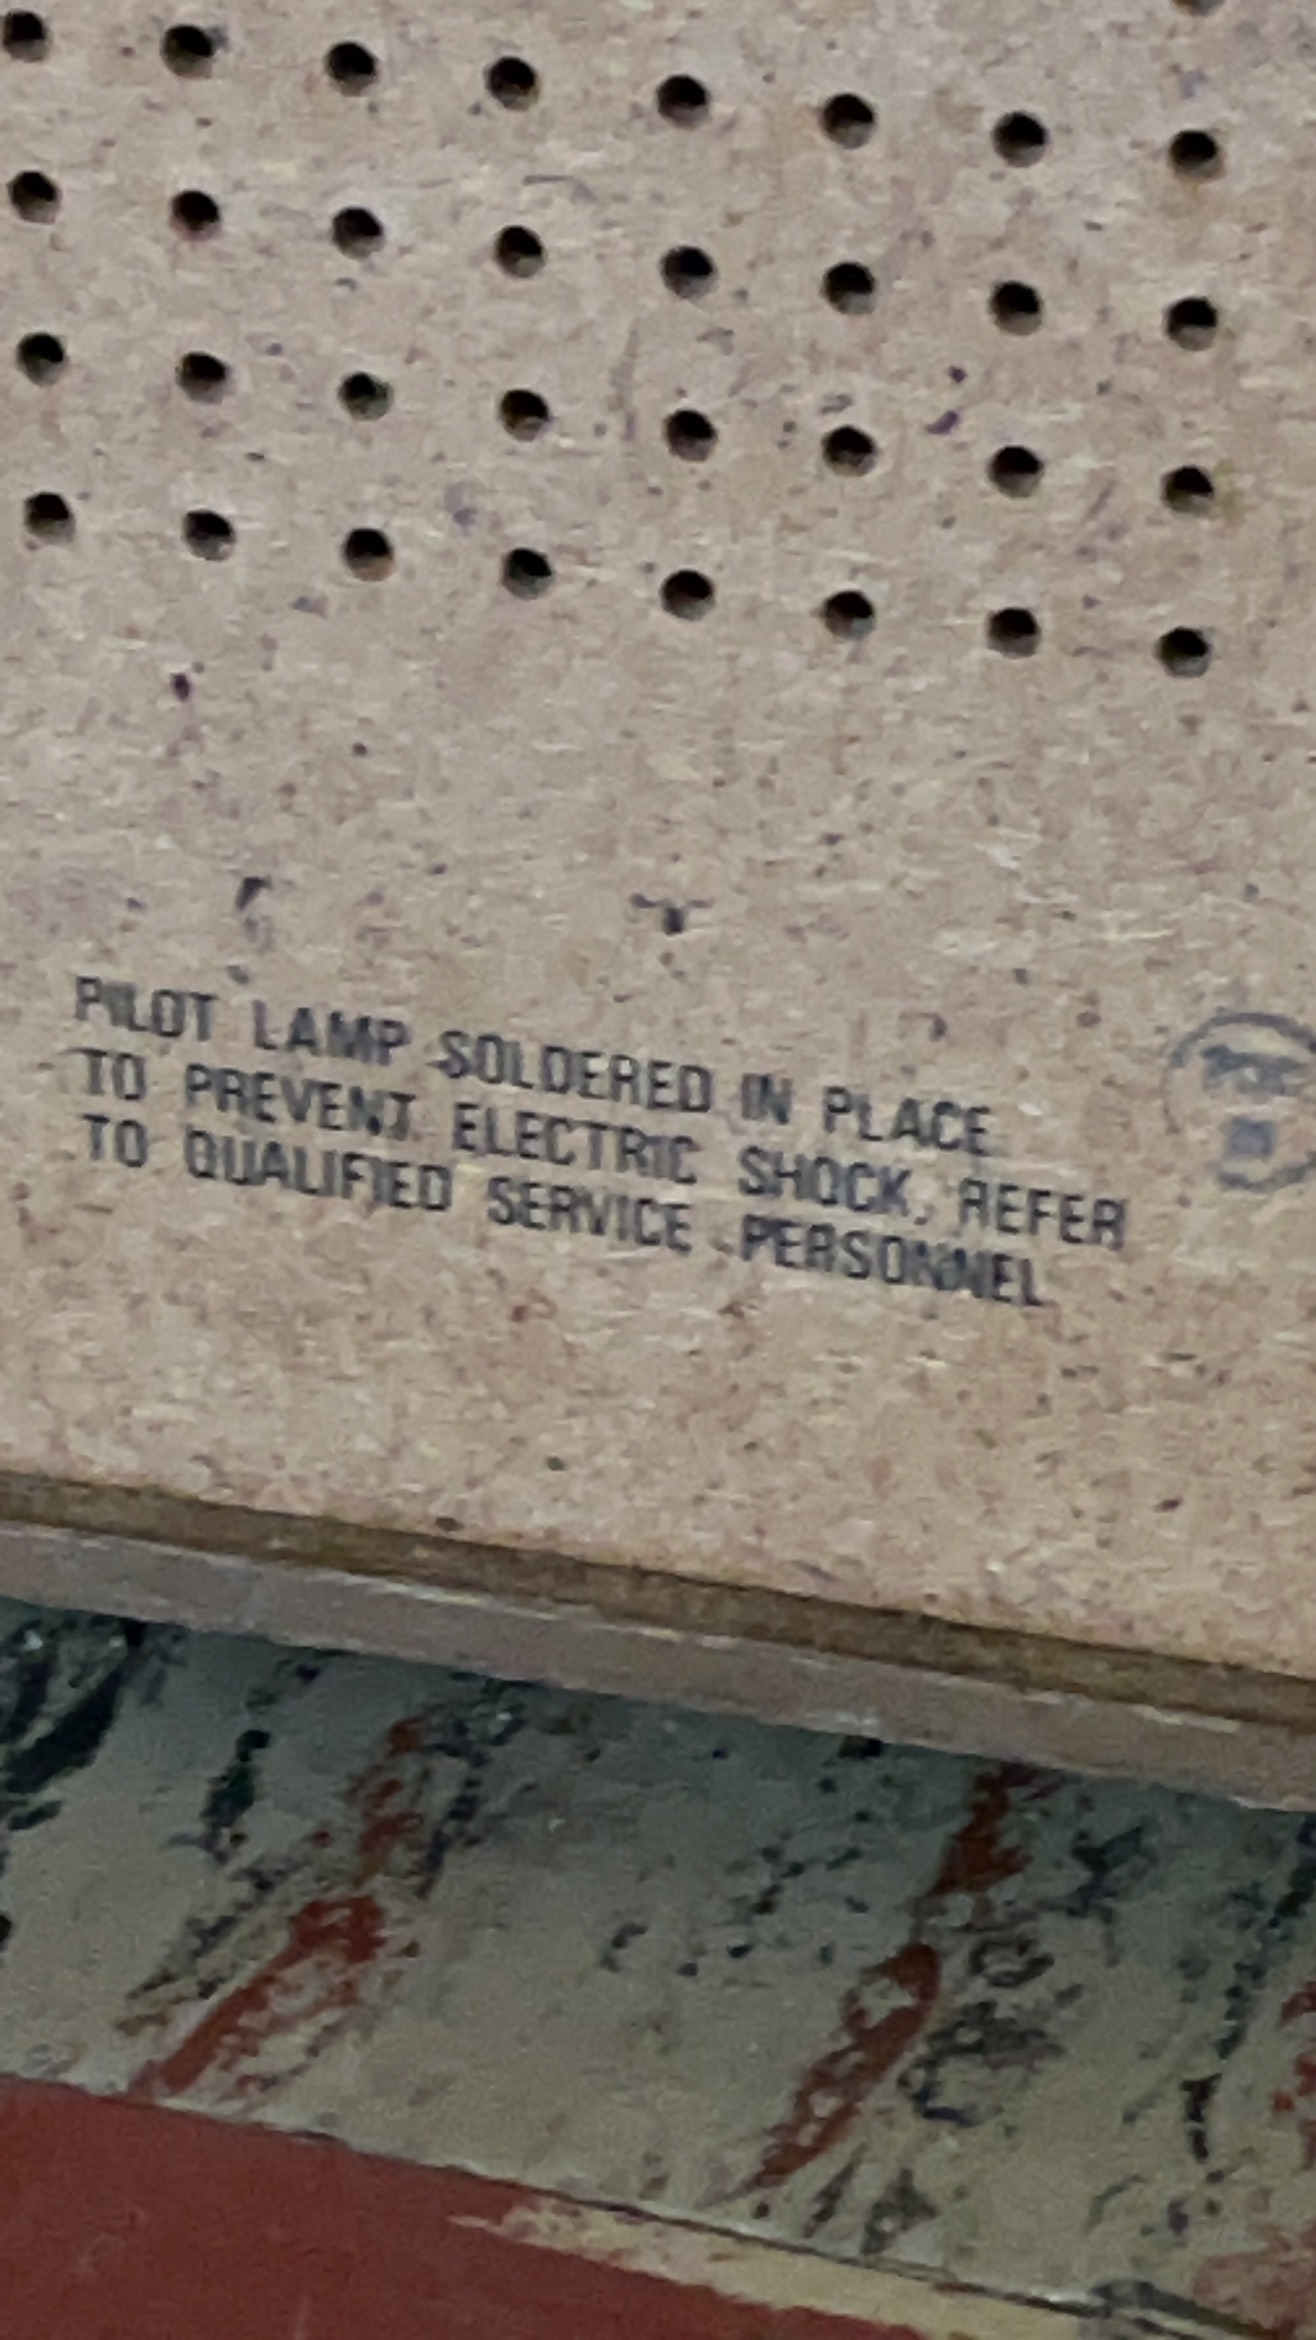 PILOT LAMP SOLDERED IN PLACE
TO PREVENT ELECTRIC SHOCK, REFER
TO QUALIFIED SERVICE PERSONNEL